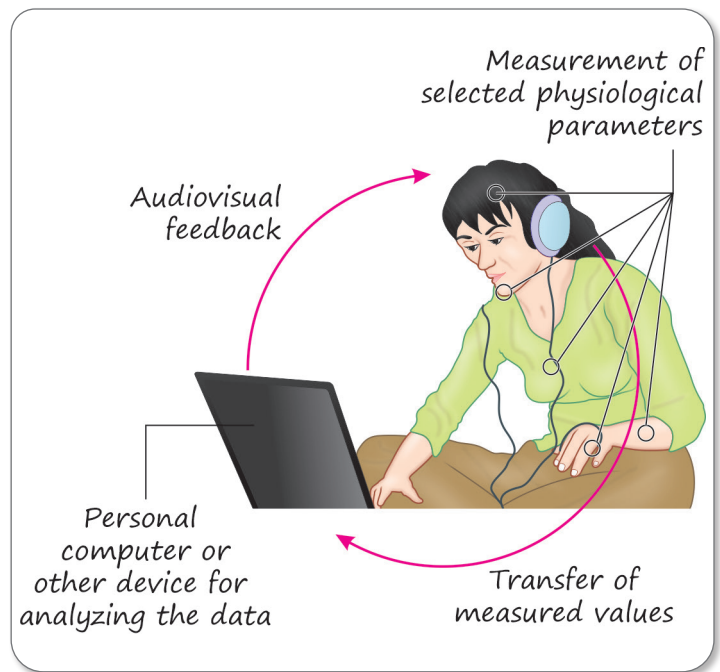 Measurement of
selected physiological
parameters
Audiovisual
feedback
Personal
computer or
other device for
analyzing the data
Transfer of
measured values